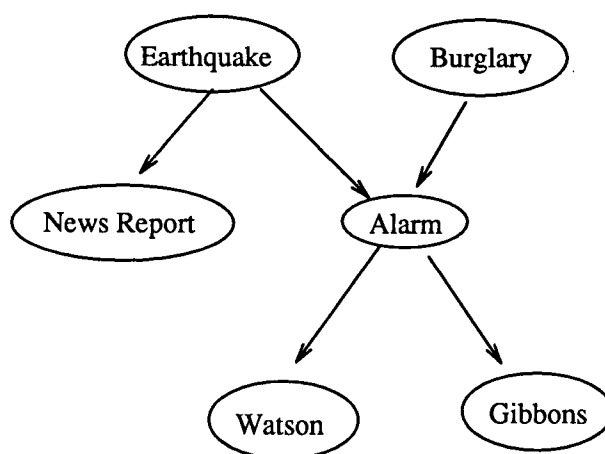 Earthquake
Burglary
News Report
Alarm
Watson
Gibbons